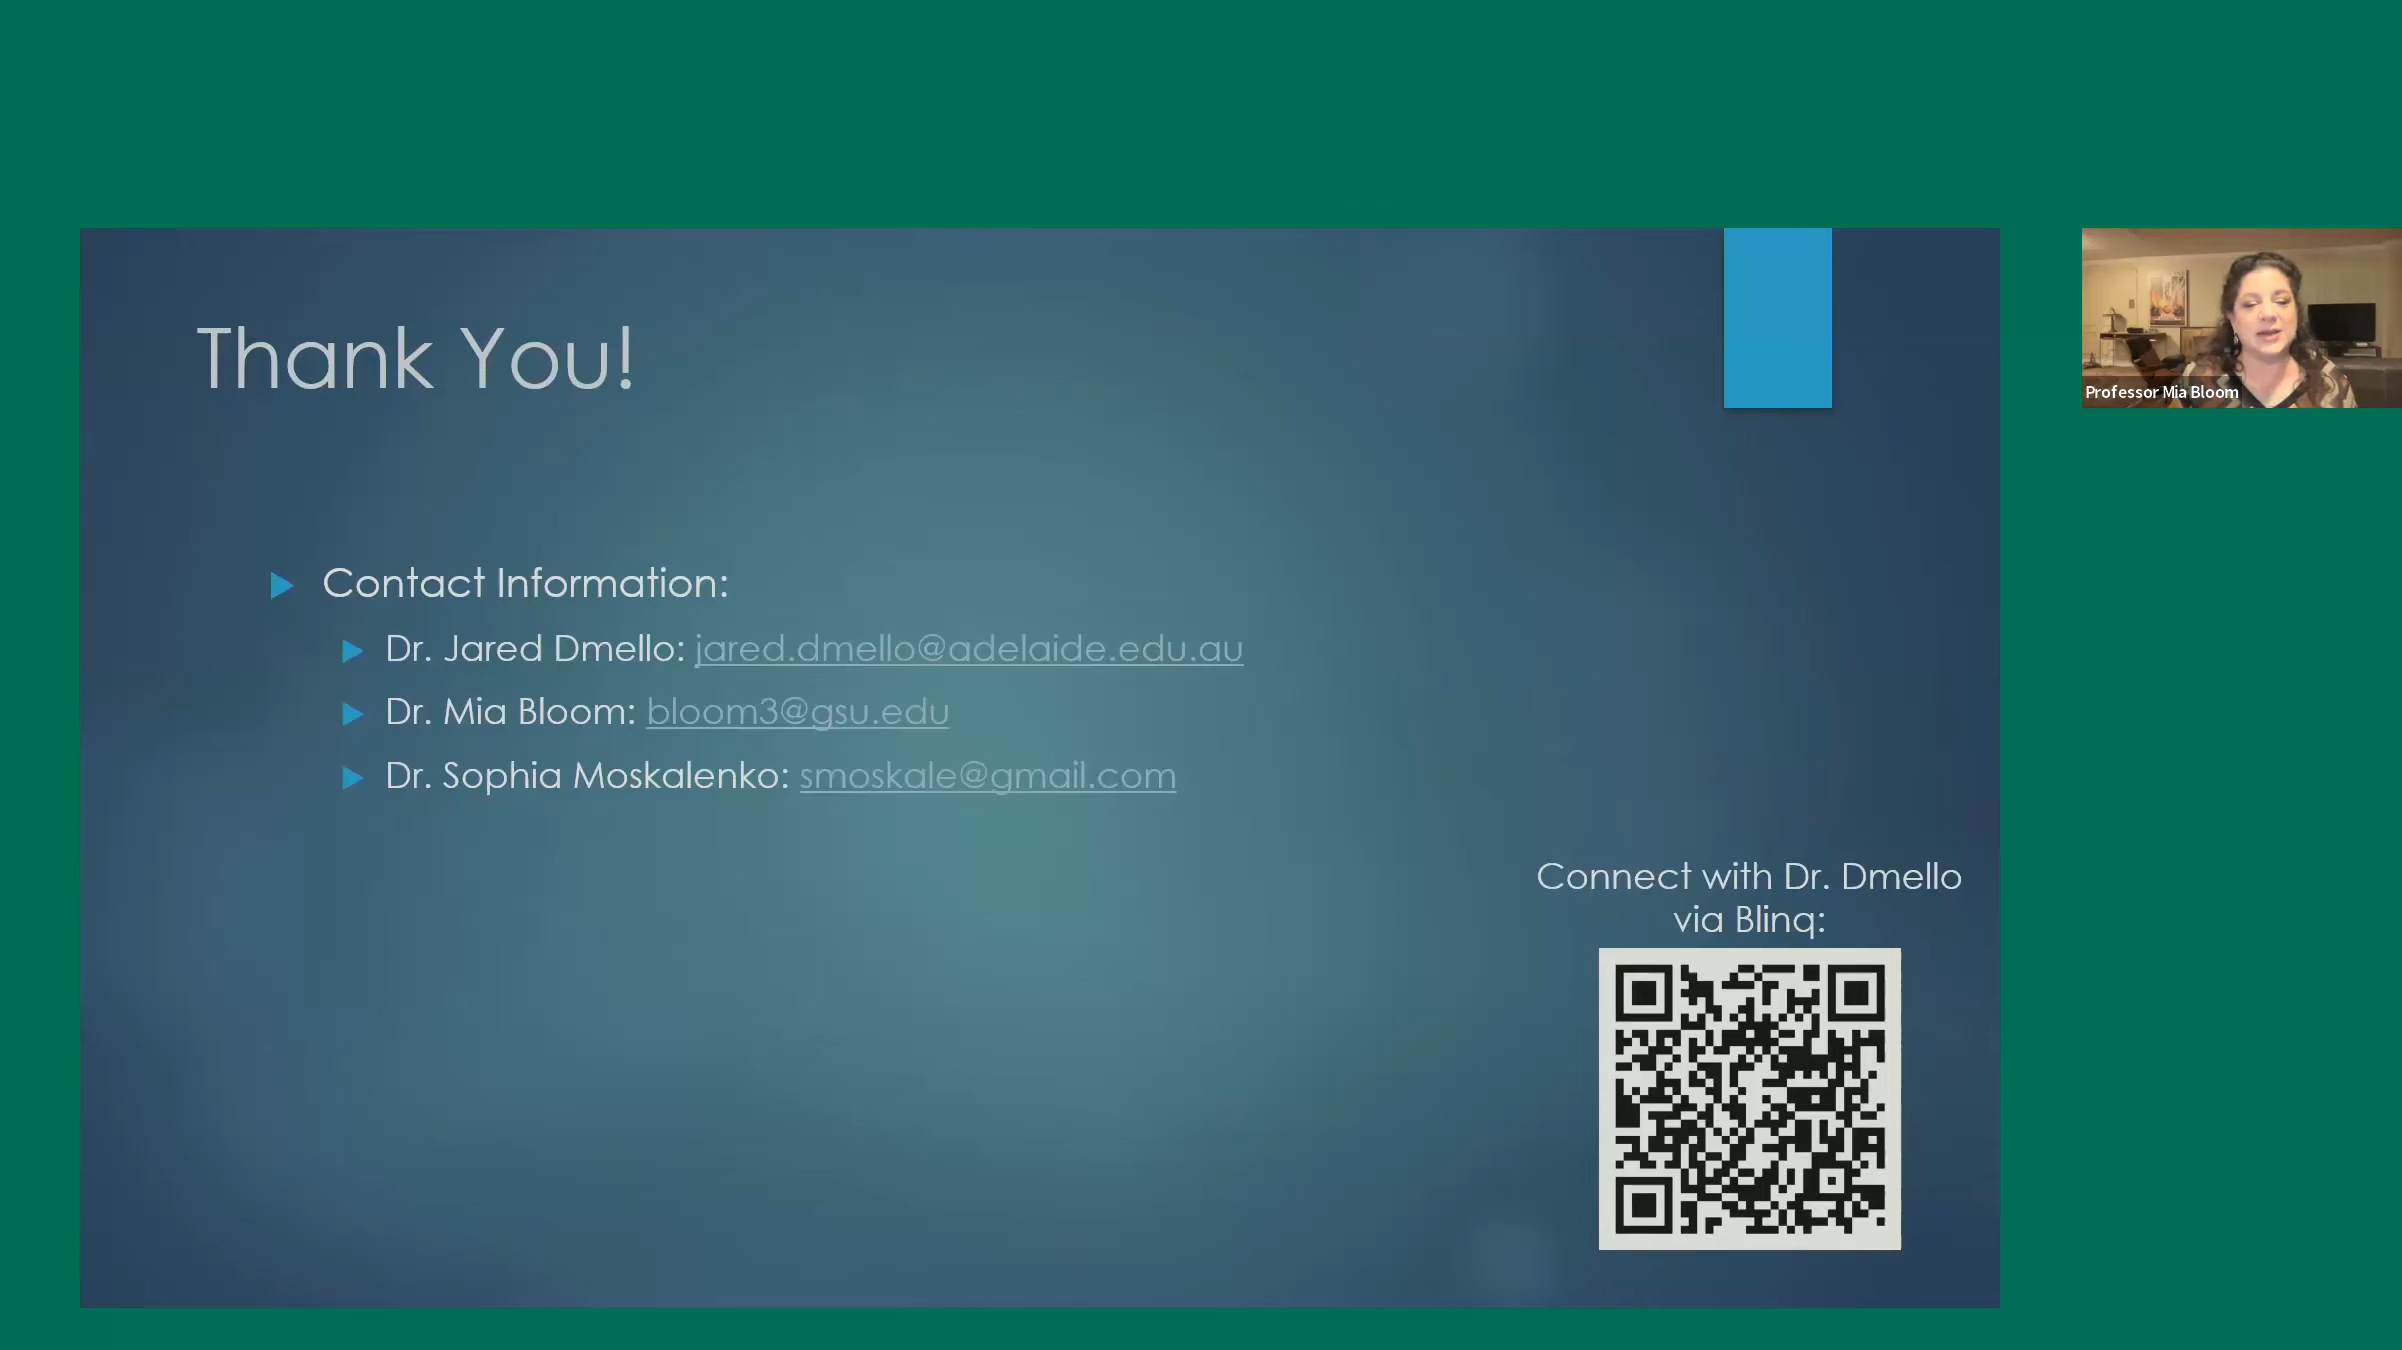 Thank You!
Contact Information:
Dr. Jared Dmello: jared.dmello@adelaide.edu.au
Dr. Mia Bloom: bloom3@gsu.edu
Dr. Sophia Moskalenko: smoskale@gmail.com
Connect with Dr. Dmello
via Blinq:
Professor Mia Bloom